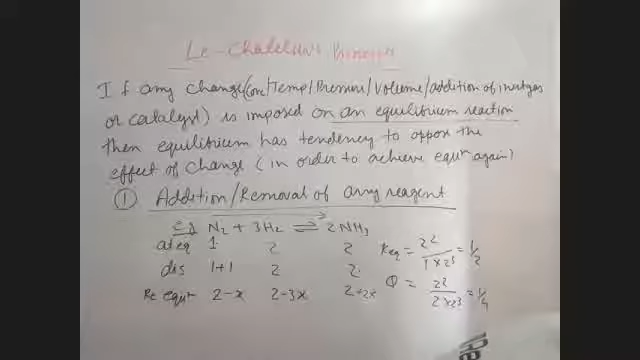 Le-Chatelier's Principle
If any change (conc/Temp/Pressure/Volume/addition of inert gas
or catalyst) is imposed on an equilibrium reaction
then equilibrium has tendency to oppose the
effect of change (in order to achieve eqm again)
① Addition/Removal of any reagent
eg N₂ + 3H₂ ⇌ 2NH₃
at eq 1 2 2 Keq = 2²/1×2³ = 1/2
dis 1+1 2 2 Q = 2²/2×2³ = 1/4
Re equm 2-x 2-3x 2+2x